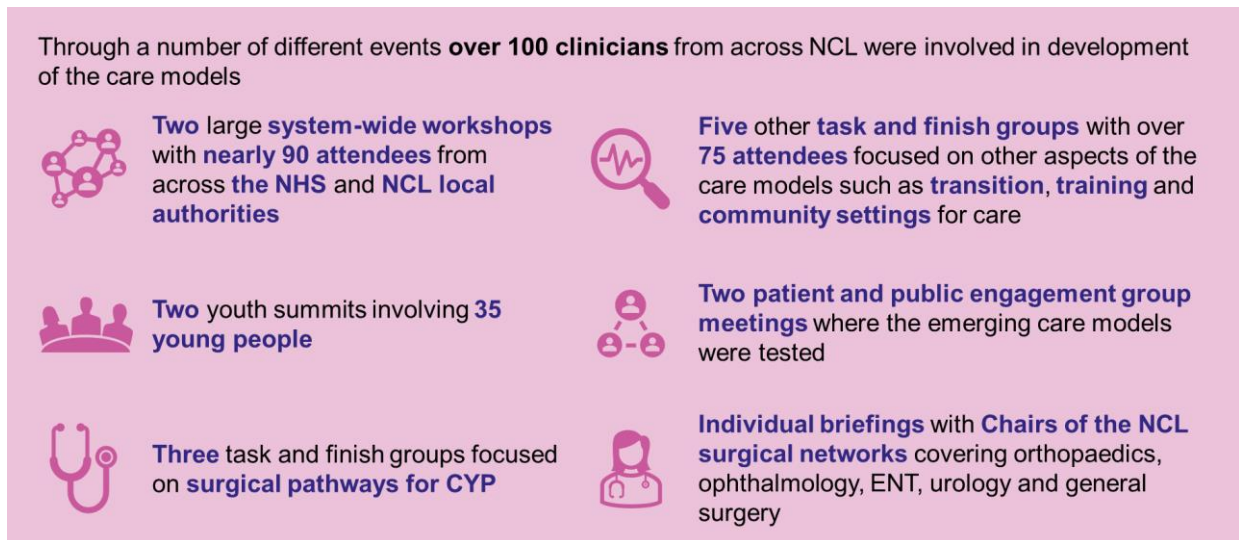 Through a number of different events over 100 clinicians from across NCL were involved in development
of the care models
Two large system-wide workshops
with nearly 90 attendees from
across the NHS and NCL local
authorities
Five other task and finish groups with over
75 attendees focused on other aspects of the
care models such as transition, training and
community settings for care
Two youth summits involving 35
young people
Two patient and public engagement group
meetings where the emerging care models
were tested
Three task and finish groups focused
on surgical pathways for CYP
Individual briefings with Chairs of the NCL
surgical networks covering orthopaedics,
ophthalmology, ENT, urology and general
surgery